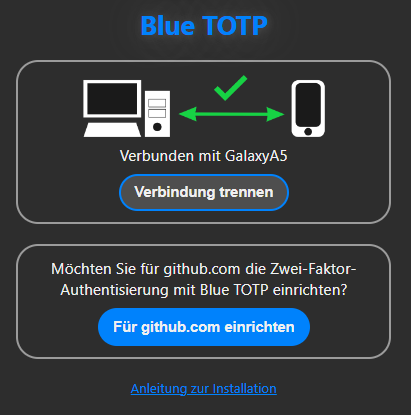 Blue TOTP
Verbunden mit GalaxyA5
Verbindung trennen
Möchten Sie für github.com die Zwei-Faktor-
Authentisierung mit Blue TOTP einrichten?
Für github.com einrichten
Anleitung zur Installation